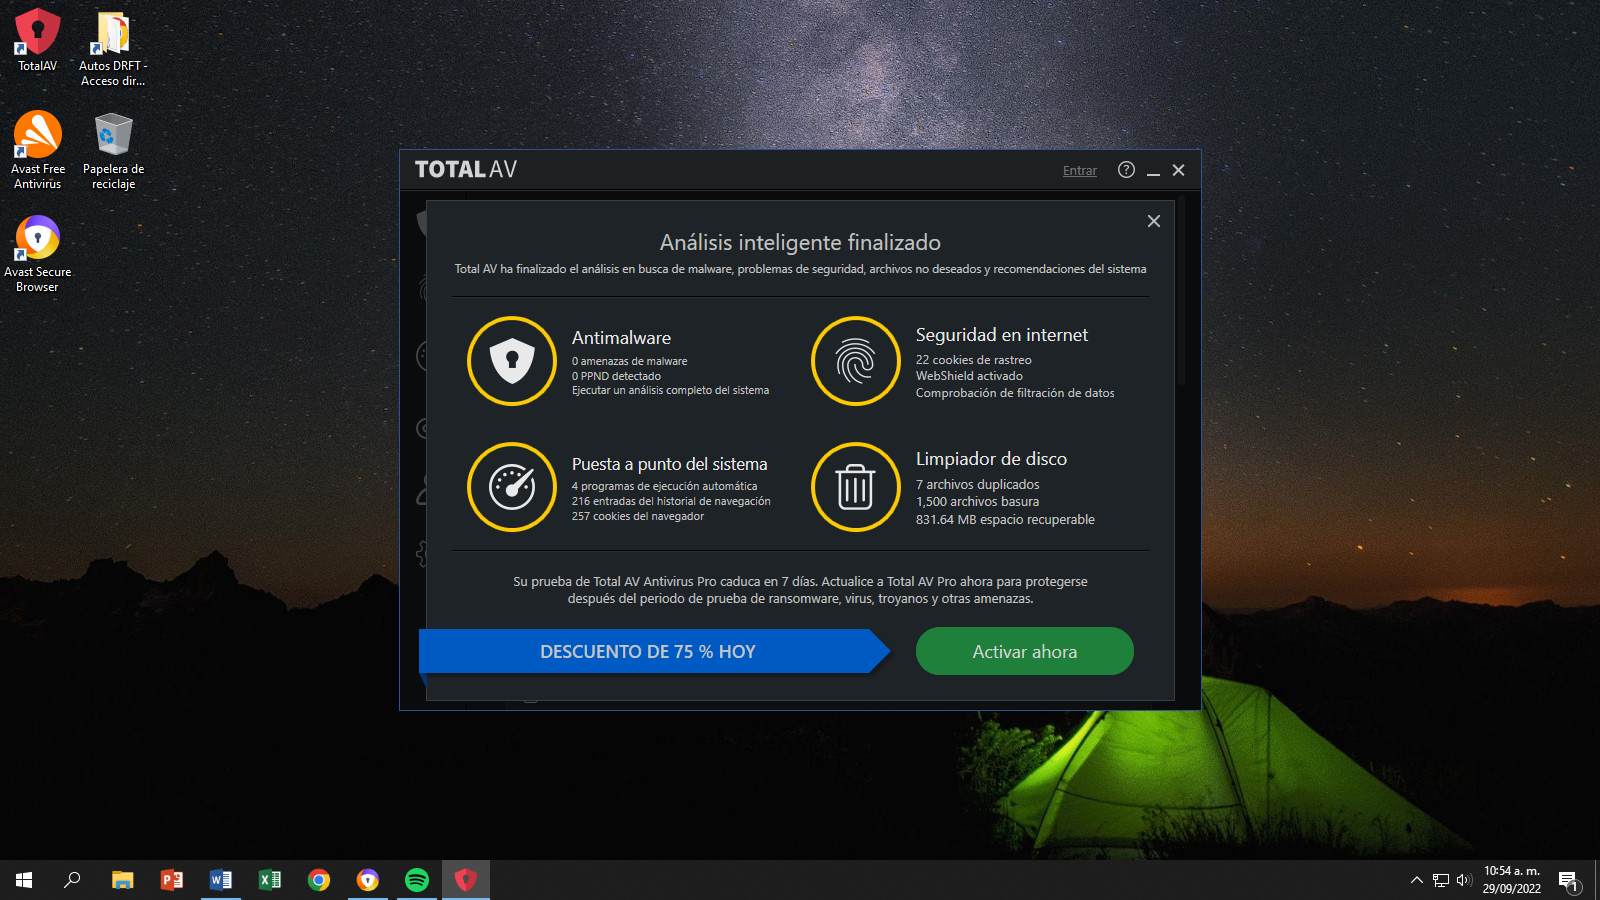 TotalAV
Autos DRFT -
Acceso dir...
Avast Free
Antivirus
Papelera de
reciclaje
Avast Secure
Browser
TOTAL AV
Entrar
Análisis inteligente finalizado
Total AV ha finalizado el análisis en busca de malware, problemas de seguridad, archivos no deseados y recomendaciones del sistema
Antimalware
0 amenazas de malware
0 PPND detectado
Ejecutar un análisis completo del sistema
Seguridad en internet
22 cookies de rastreo
WebShield activado
Comprobación de filtración de datos
Puesta a punto del sistema
4 programas de ejecución automática
216 entradas del historial de navegación
257 cookies del navegador
Limpiador de disco
7 archivos duplicados
1,500 archivos basura
831.64 MB espacio recuperable
Su prueba de Total AV Antivirus Pro caduca en 7 días. Actualice a Total AV Pro ahora para protegerse
después del periodo de prueba de ransomware, virus, troyanos y otras amenazas.
DESCUENTO DE 75 % HOY
Activar ahora
10:54 a. m.
29/09/2022
1